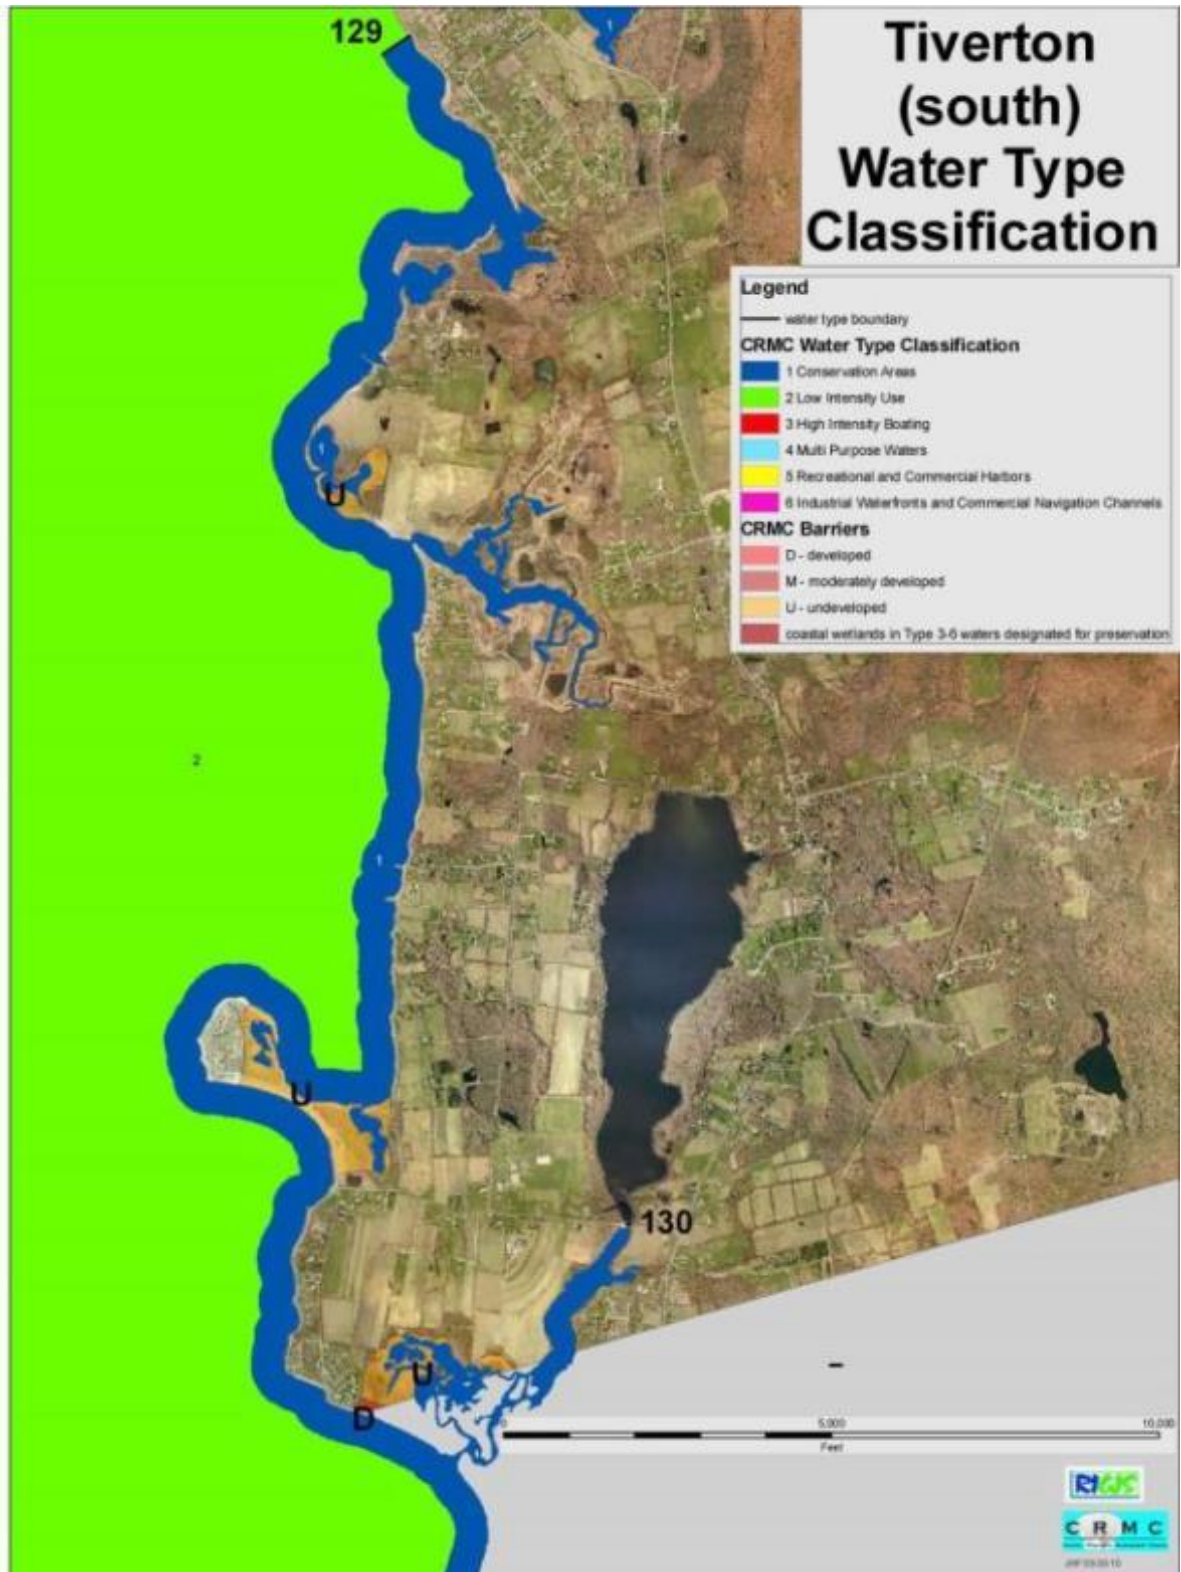 129
Tiverton
(south)
Water Type
Classification
Legend
water type boundary
CRMC Water Type Classification
1 Conservation Areas
2 Low Intensity Use
3 High Intensity Boating
4 Multi Purpose Waters
5 Recreational and Commercial Harbors
6 Industrial Waterfronts and Commercial Navigation Channels
CRMC Barriers
D - developed
M - moderately developed
U - undeveloped
coastal wetlands in Type 3-6 waters designated for preservation
1
1
U
2
1
U
130
U
D
0 5,000 10,000
Feet
1
RIGIS
CRMC